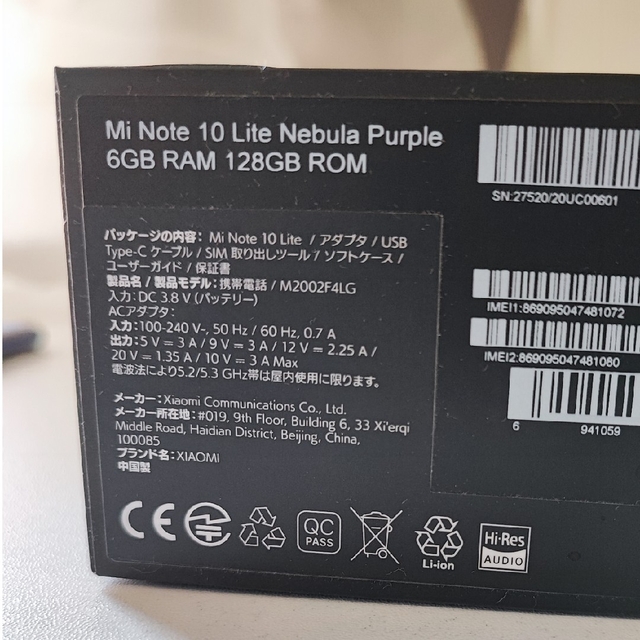 Mi Note 10 Lite Nebula Purple
6GB RAM 128GB ROM
SN:27520/20UC00601
パッケージの内容: Mi Note 10 Lite / アダプタ / USB
Type-C ケーブル / SIM 取り出しツール / ソフトケース /
ユーザーガイド / 保証書
製品名 / 製品モデル: 携帯電話 / M2002F4LG
入力: DC 3.8 V (バッテリー)
ACアダプタ:
入力:100-240 V~, 50 Hz / 60 Hz, 0.7 A
出力:5 V = 3 A / 9 V = 3 A / 12 V = 2.25 A /
20 V = 1.35 A / 10 V = 3 A Max
電波法により5.2/5.3 GHz帯は屋内使用に限ります。
メーカー:Xiaomi Communications Co., Ltd.
メーカー所在地: #019, 9th Floor, Building 6, 33 Xi'erqi
Middle Road, Haidian District, Beijing, China,
100085
ブランド名: XIAOMI
中国製
IMEI1:869095047481072
IMEI2:869095047481080
6 941059
CE
QC
PASS
Li-ion
Hi-Res
AUDIO